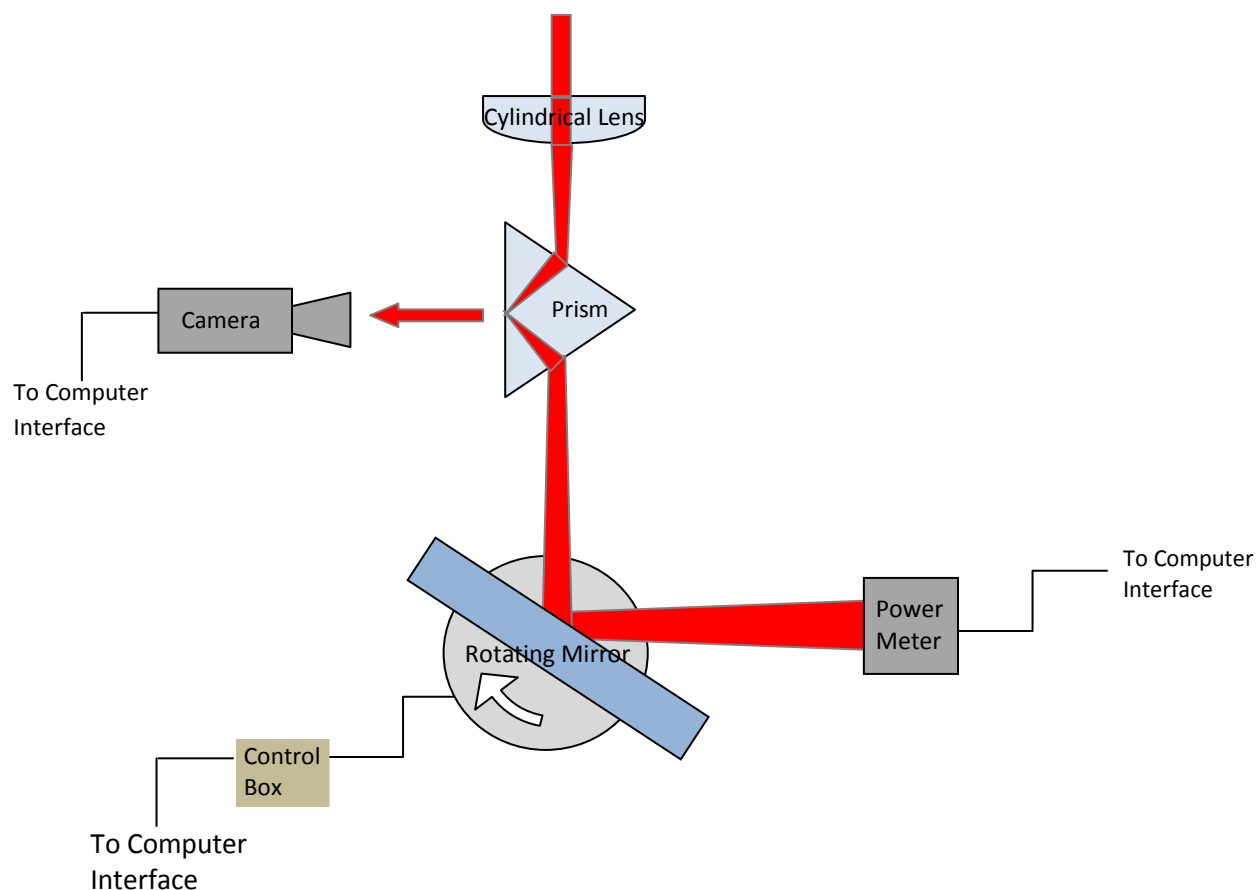 Cylindrical Lens
Prism
Camera
To Computer
Interface
To Computer
Interface
Power
Meter
Rotating Mirror
Control
Box
To Computer
Interface